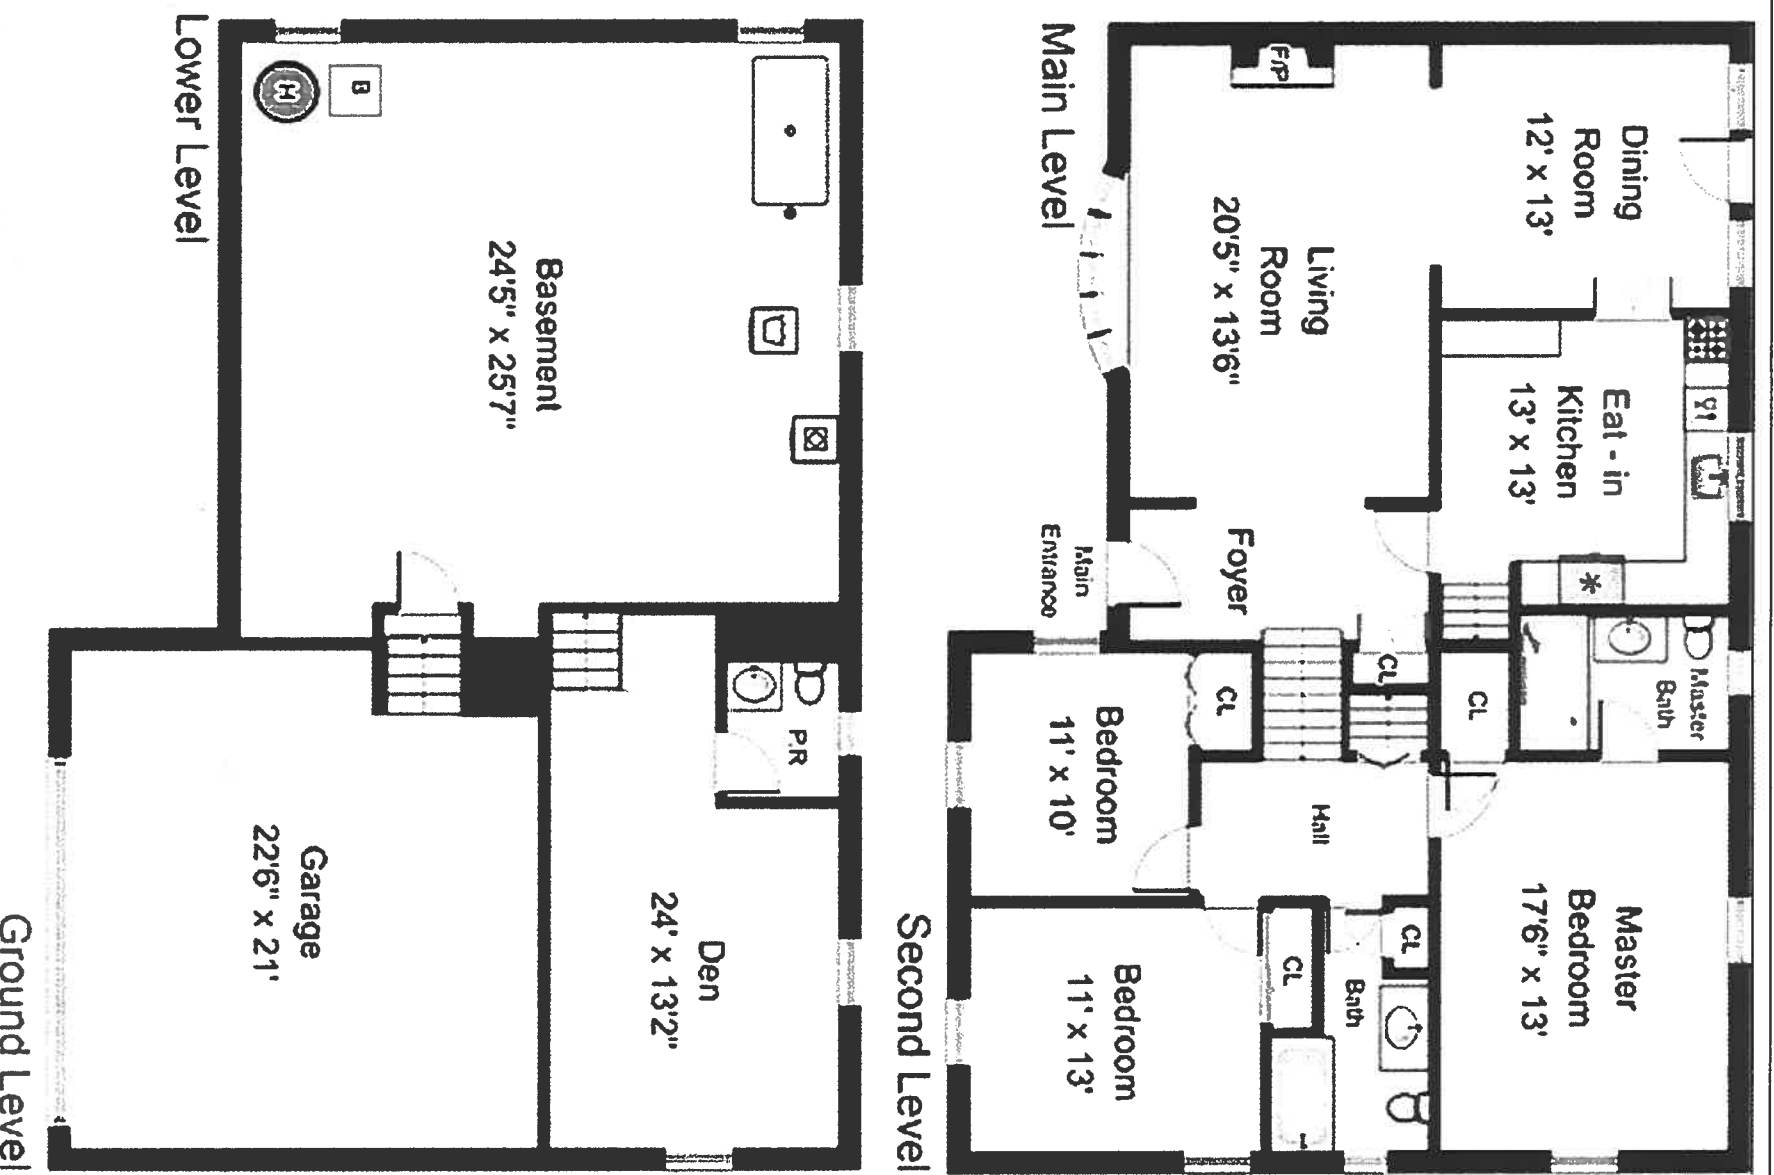 Dining
Room
12' x 13'
Eat - in
Kitchen
13' x 13'
Master
Bath
Master
Bedroom
17'6" x 13'
F/P
Living
Room
20'5" x 13'6"
Foyer
CL
CL
CL
Hall
CL
CL
Bath
Bedroom
11' x 10'
Bedroom
11' x 13'
Main
Entrance
Main Level
Second Level
B
H
Basement
24'5" x 25'7"
P.R
Den
24' x 13'2"
Garage
22'6" x 21'
Lower Level
Ground Level